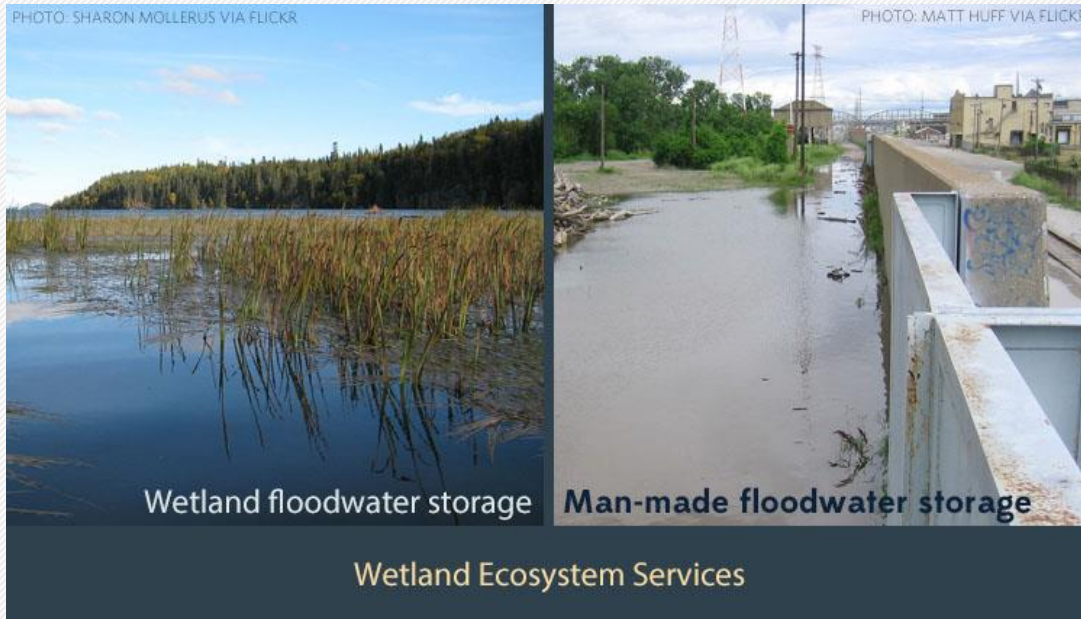 PHOTO: SHARON MOLLERUS VIA FLICKR
PHOTO: MATT HUFF VIA FLICKR
Wetland floodwater storage
Man-made floodwater storage
Wetland Ecosystem Services